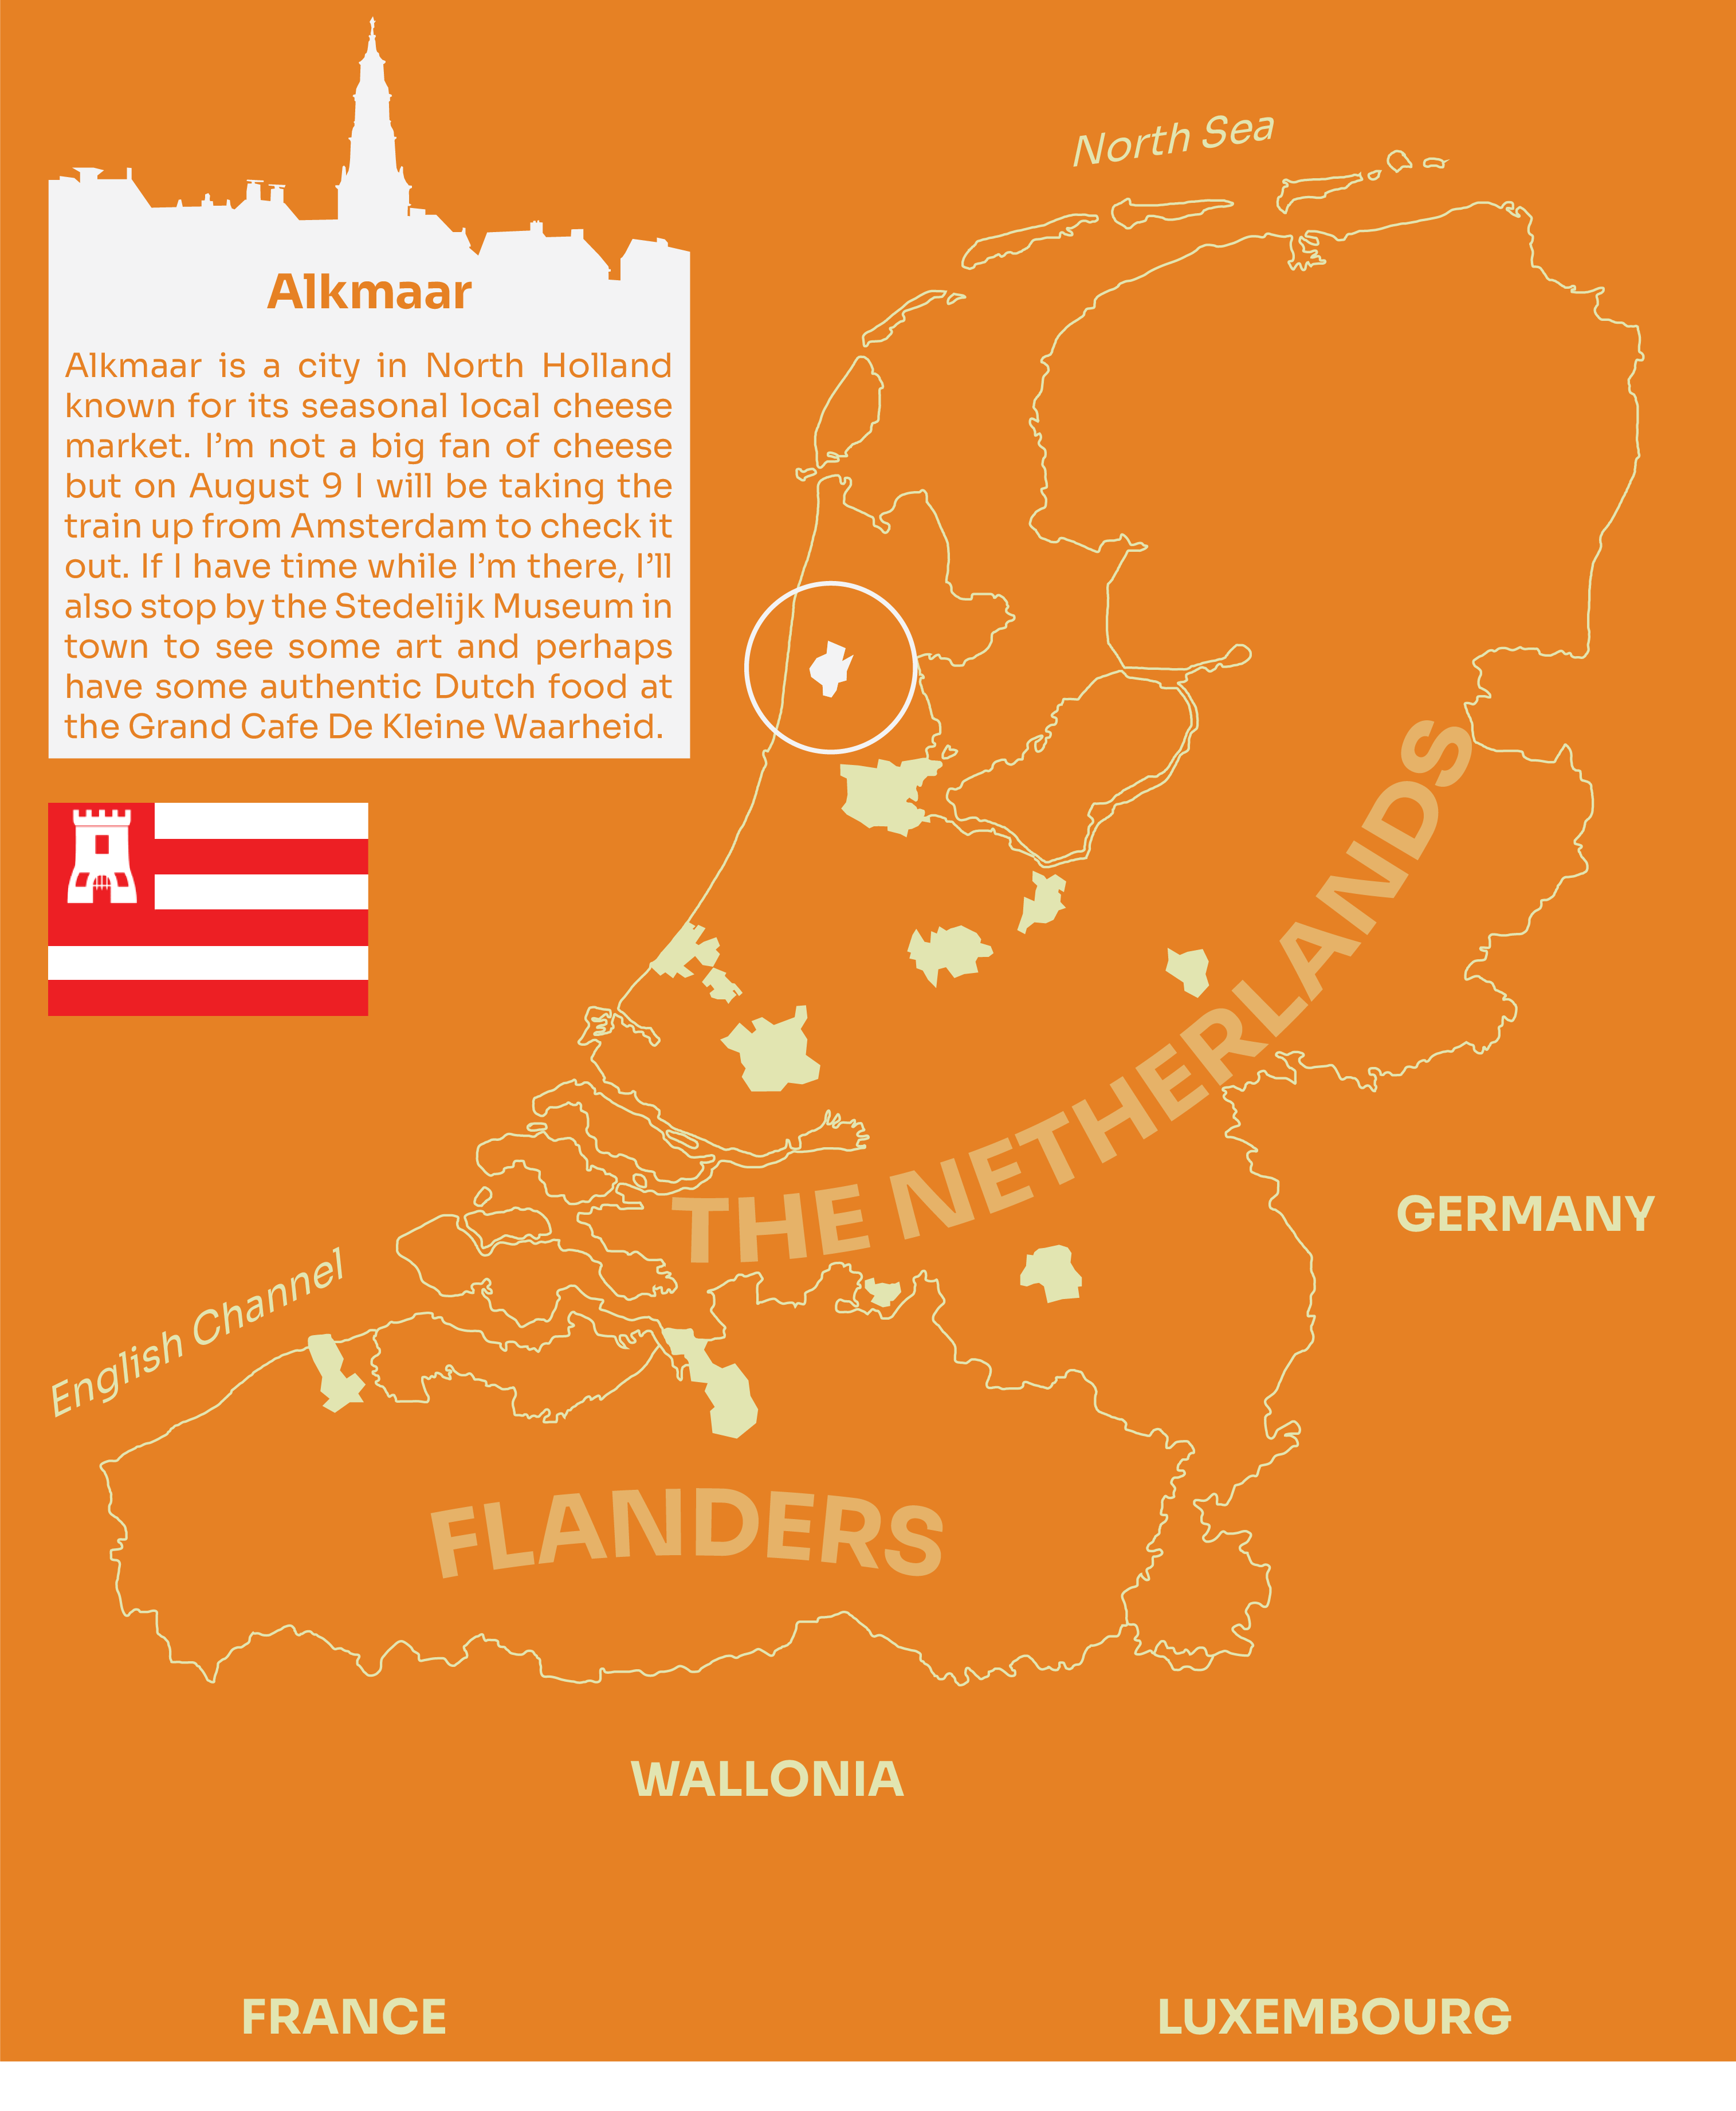 North Sea
Alkmaar
Alkmaar is a city in North Holland
known for its seasonal local cheese
market. I’m not a big fan of cheese
but on August 9 I will be taking the
train up from Amsterdam to check it
out. If I have time while I’m there, I’ll
also stop by the Stedelijk Museum in
town to see some art and perhaps
have some authentic Dutch food at
the Grand Cafe De Kleine Waarheid.
THE NETHERLANDS
GERMANY
English Channel
FLANDERS
WALLONIA
FRANCE
LUXEMBOURG